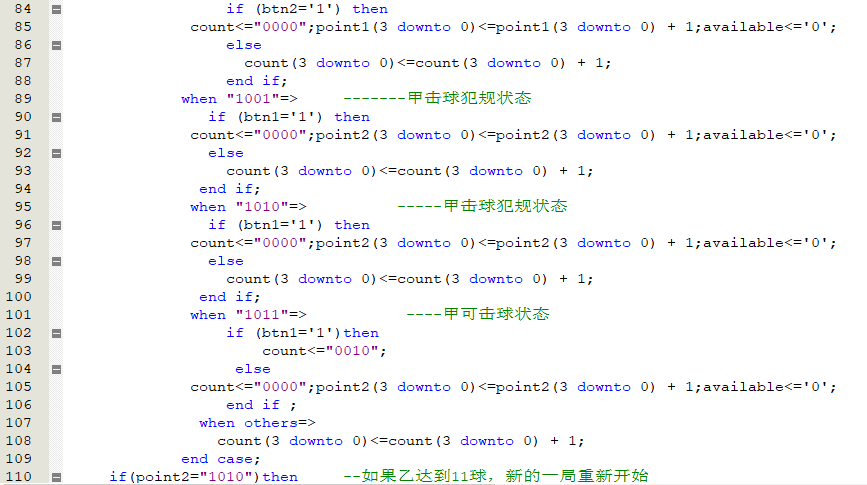 84 if (btn2='1') then
85 count<="0000";point1(3 downto 0)<=point1(3 downto 0) + 1;available<='0';
86 else
87 count(3 downto 0)<=count(3 downto 0) + 1;
88 end if;
89 when "1001"=> -------甲击球犯规状态
90 if (btn1='1') then
91 count<="0000";point2(3 downto 0)<=point2(3 downto 0) + 1;available<='0';
92 else
93 count(3 downto 0)<=count(3 downto 0) + 1;
94 end if;
95 when "1010"=> -----甲击球犯规状态
96 if (btn1='1') then
97 count<="0000";point2(3 downto 0)<=point2(3 downto 0) + 1;available<='0';
98 else
99 count(3 downto 0)<=count(3 downto 0) + 1;
100 end if;
101 when "1011"=> ----甲可击球状态
102 if (btn1='1')then
103 count<="0010";
104 else
105 count<="0000";point2(3 downto 0)<=point2(3 downto 0) + 1;available<='0';
106 end if ;
107 when others=>
108 count(3 downto 0)<=count(3 downto 0) + 1;
109 end case;
110 if(point2="1010")then --如果乙达到11球，新的一局重新开始